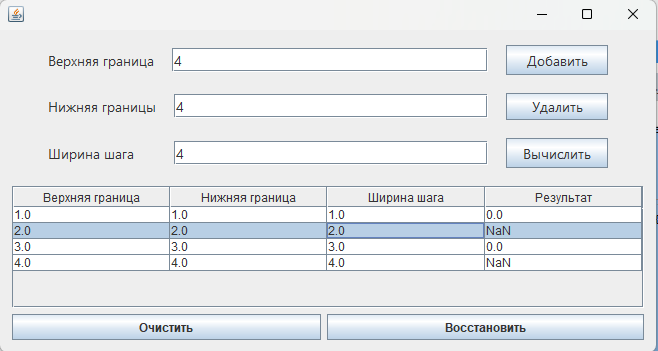 Верхняя граница 4 Добавить
Нижняя границы 4 Удалить
Ширина шага 4 Вычислить
Верхняя граница Нижняя граница Ширина шага Результат
1.0 1.0 1.0 0.0
2.0 2.0 2.0 NaN
3.0 3.0 3.0 0.0
4.0 4.0 4.0 NaN
Очистить Восстановить